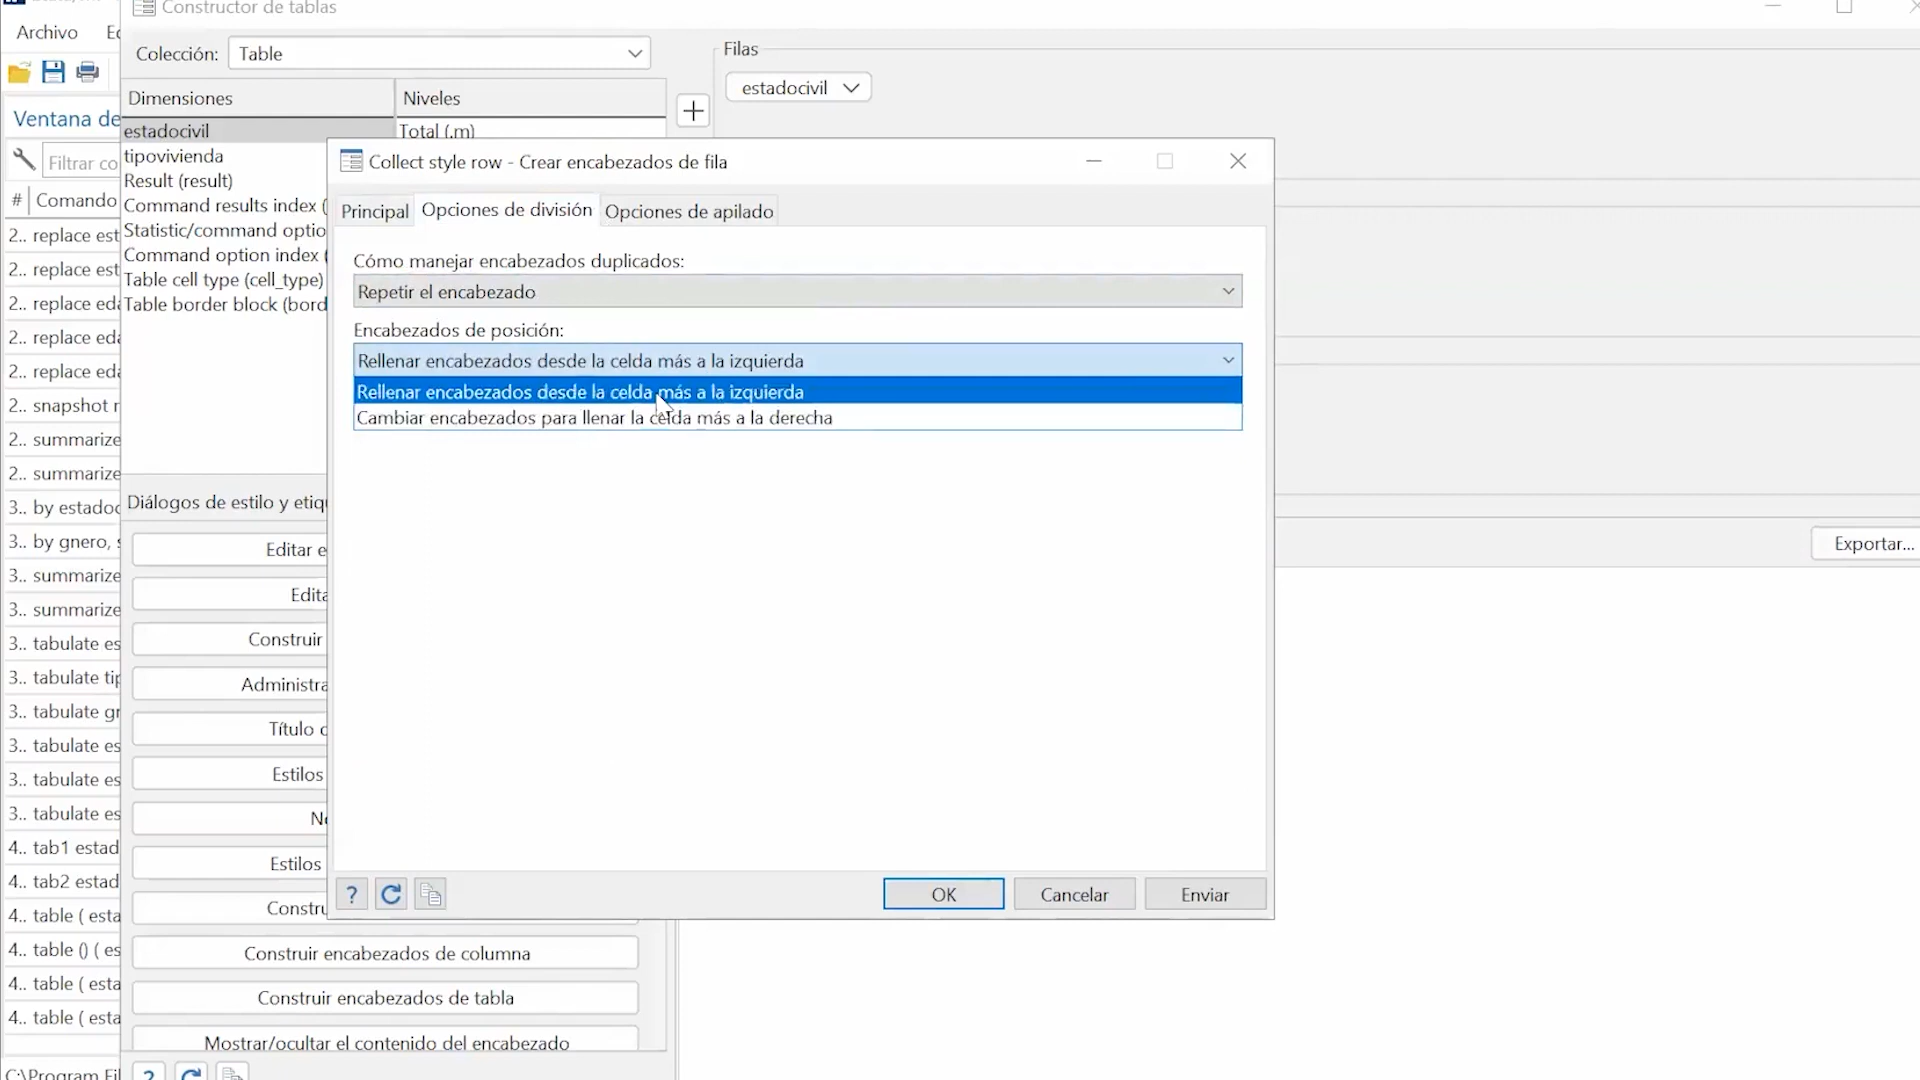 Constructor de tablas
Archivo
Colección:
Table
Filas
estadocivil
Dimensiones
Niveles
Ventana de
estadocivil
Total (.m)
Filtrar co
tipovivienda
Result (result)
# Comando
Command results index (
Statistic/command optio
Command option index (
Table cell type (cell_type)
Table border block (bord
Collect style row - Crear encabezados de fila
Principal
Opciones de división
Opciones de apilado
Cómo manejar encabezados duplicados:
Repetir el encabezado
Encabezados de posición:
Rellenar encabezados desde la celda más a la izquierda
Rellenar encabezados desde la celda más a la izquierda
Cambiar encabezados para llenar la celda más a la derecha
2.. replace est
2.. replace est
2.. replace eda
2.. replace eda
2.. replace eda
2.. snapshot r
2.. summarize
2.. summarize
3.. by estadoc
3.. by gnero, s
3.. summarize
3.. summarize
3.. tabulate es
3.. tabulate tip
3.. tabulate gr
3.. tabulate es
3.. tabulate es
3.. tabulate es
4.. tab1 estad
4.. tab2 estad
4.. table ( esta
4.. table () ( es
4.. table ( esta
4.. table ( esta
Diálogos de estilo y etiq
Editar e
Edita
Construir
Administra
Título d
Estilos
No
Estilos
Constru
Construir encabezados de columna
Construir encabezados de tabla
Mostrar/ocultar el contenido del encabezado
Exportar...
?
OK
Cancelar
Enviar
C:\Program Fil
?